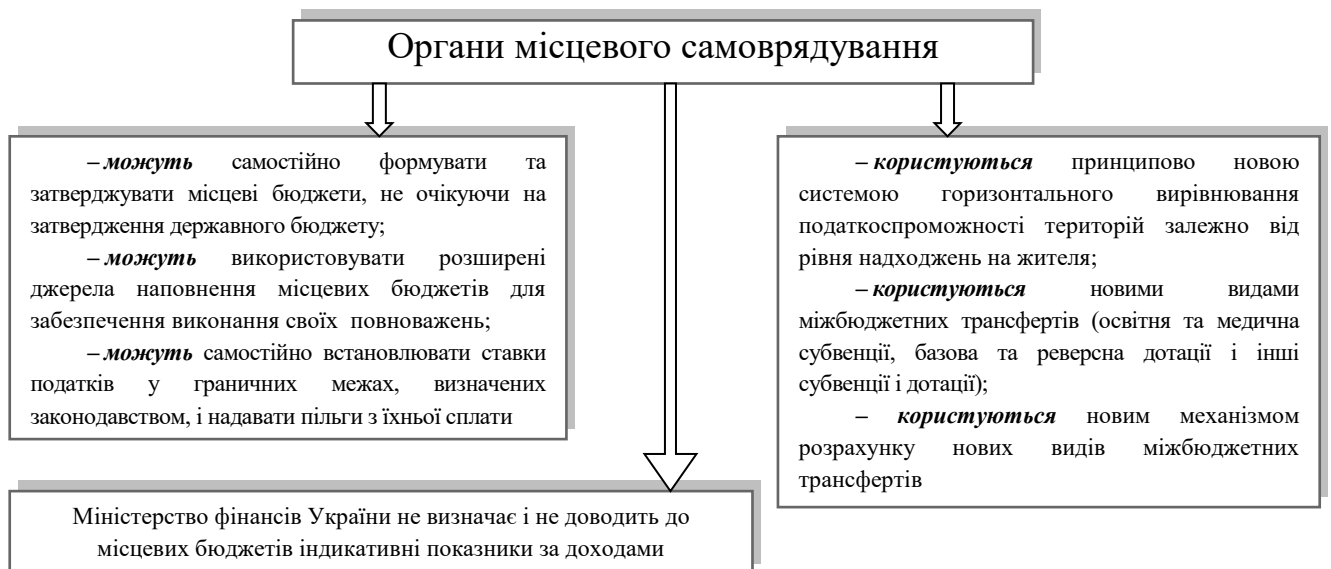 Органи місцевого самоврядування
– можуть самостійно формувати та
затверджувати місцеві бюджети, не очікуючи на
затвердження державного бюджету;
– можуть використовувати розширені
джерела наповнення місцевих бюджетів для
забезпечення виконання своїх повноважень;
– можуть самостійно встановлювати ставки
податків у граничних межах, визначених
законодавством, і надавати пільги з їхньої сплати
– користуються принципово новою
системою горизонтального вирівнювання
податкоспроможності територій залежно від
рівня надходжень на жителя;
– користуються новими видами
міжбюджетних трансфертів (освітня та медична
субвенції, базова та реверсна дотації і інші
субвенції і дотації);
– користуються новим механізмом
розрахунку нових видів міжбюджетних
трансфертів
Міністерство фінансів України не визначає і не доводить до
місцевих бюджетів індикативні показники за доходами